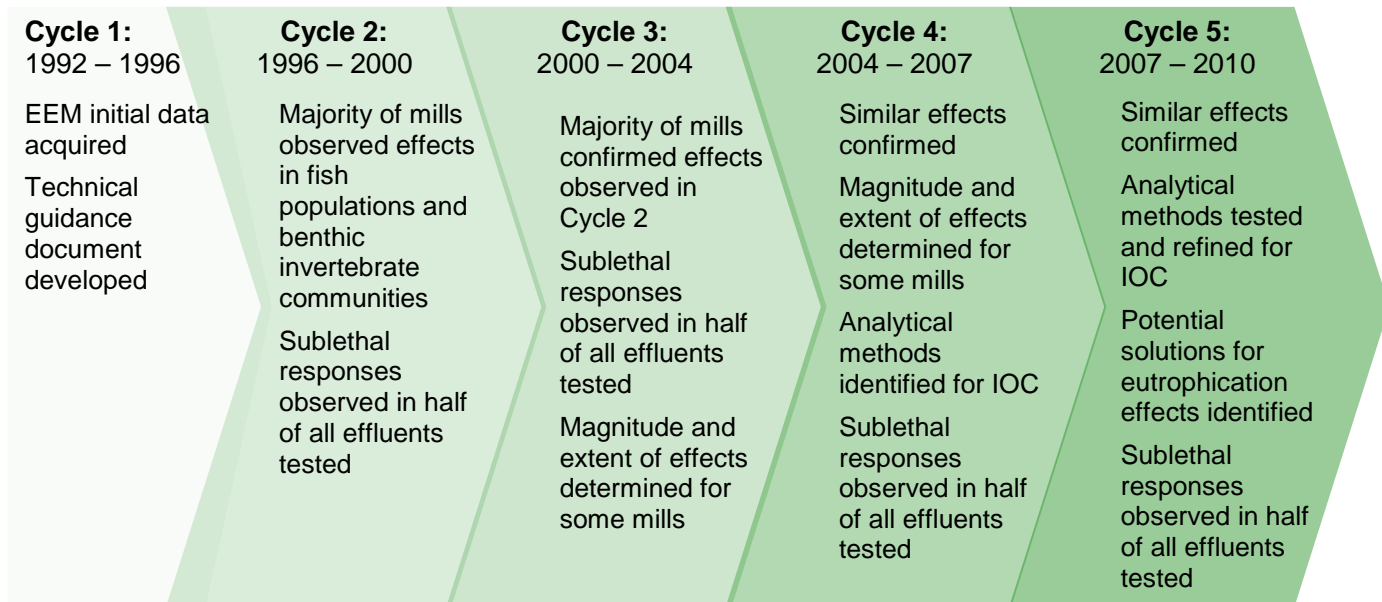 Cycle 1:
1992 – 1996
EEM initial data
acquired
Technical
guidance
document
developed
Cycle 2:
1996 – 2000
Majority of mills
observed effects
in fish
populations and
benthic
invertebrate
communities
Sublethal
responses
observed in half
of all effluents
tested
Cycle 3:
2000 – 2004
Majority of mills
confirmed effects
observed in
Cycle 2
Sublethal
responses
observed in half
of all effluents
tested
Magnitude and
extent of effects
determined for
some mills
Cycle 4:
2004 – 2007
Similar effects
confirmed
Magnitude and
extent of effects
determined for
some mills
Analytical
methods
identified for IOC
Sublethal
responses
observed in half
of all effluents
tested
Cycle 5:
2007 – 2010
Similar effects
confirmed
Analytical
methods tested
and refined for
IOC
Potential
solutions for
eutrophication
effects identified
Sublethal
responses
observed in half
of all effluents
tested